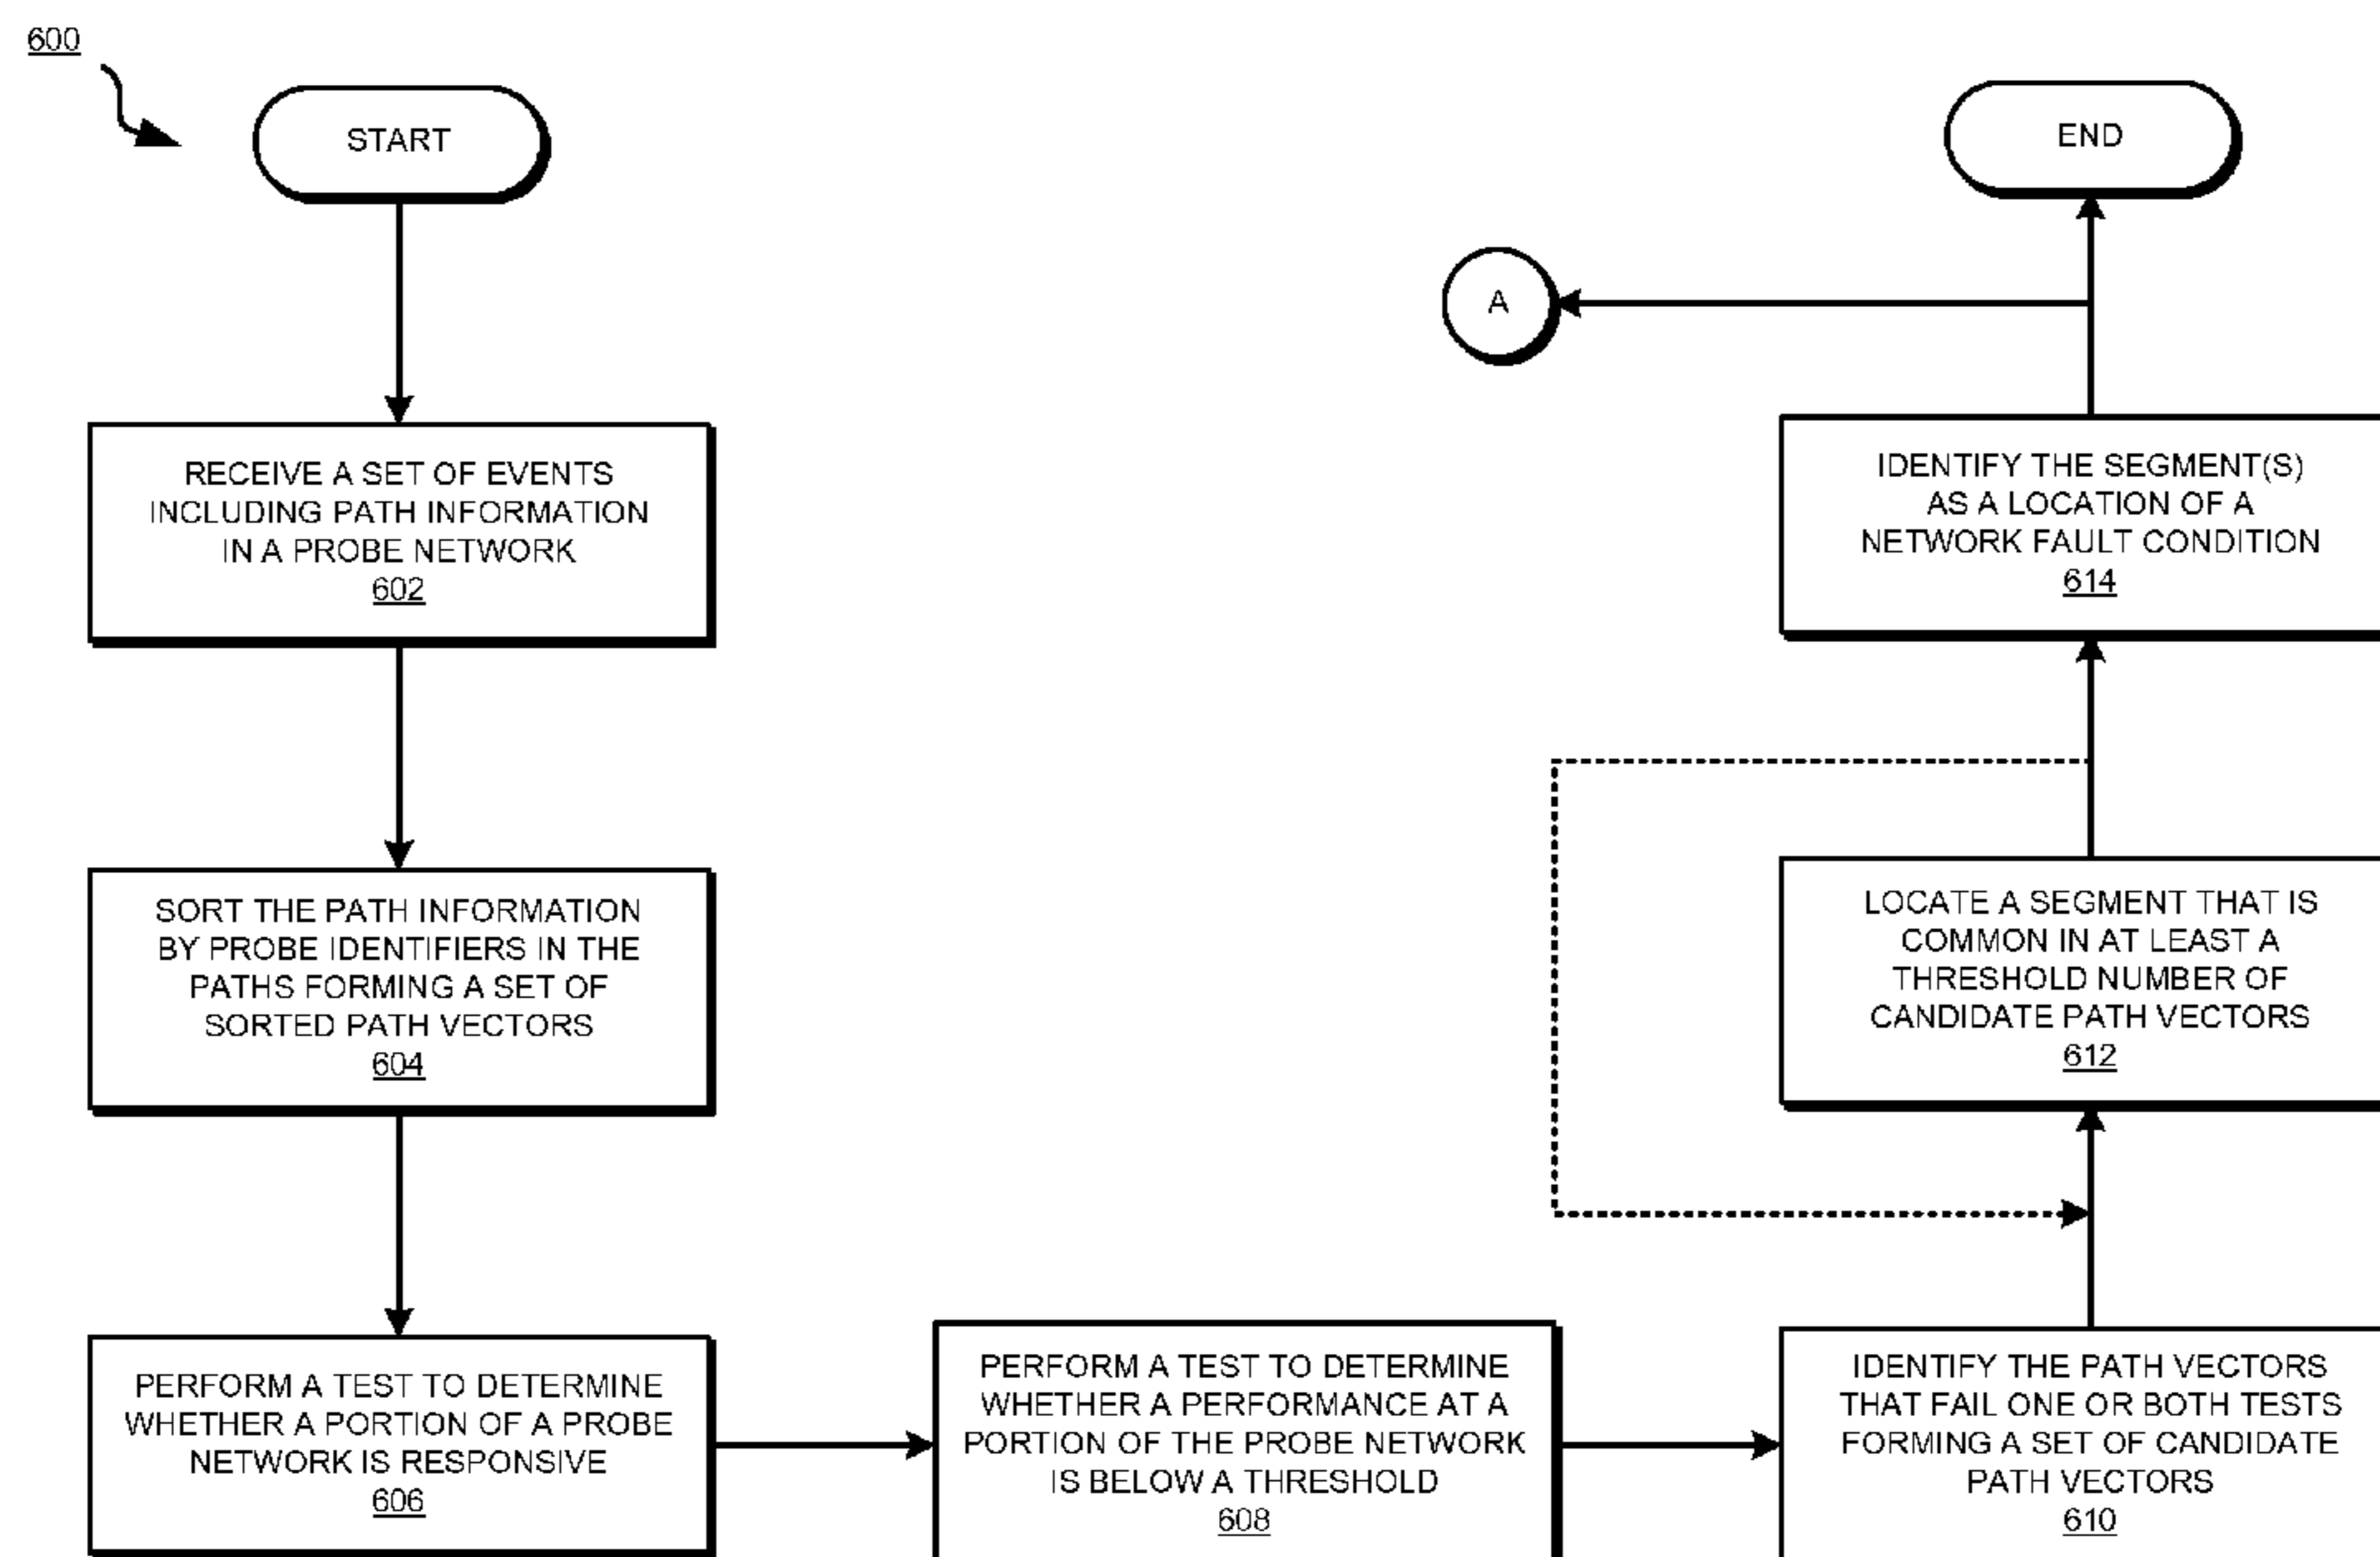 600
START
RECEIVE A SET OF EVENTS
INCLUDING PATH INFORMATION
IN A PROBE NETWORK
602
SORT THE PATH INFORMATION
BY PROBE IDENTIFIERS IN THE
PATHS FORMING A SET OF
SORTED PATH VECTORS
604
PERFORM A TEST TO DETERMINE
WHETHER A PORTION OF A PROBE
NETWORK IS RESPONSIVE
606
PERFORM A TEST TO DETERMINE
WHETHER A PERFORMANCE AT A
PORTION OF THE PROBE NETWORK
IS BELOW A THRESHOLD
608
IDENTIFY THE PATH VECTORS
THAT FAIL ONE OR BOTH TESTS
FORMING A SET OF CANDIDATE
PATH VECTORS
610
LOCATE A SEGMENT THAT IS
COMMON IN AT LEAST A
THRESHOLD NUMBER OF
CANDIDATE PATH VECTORS
612
IDENTIFY THE SEGMENT(S)
AS A LOCATION OF A
NETWORK FAULT CONDITION
614
A
END